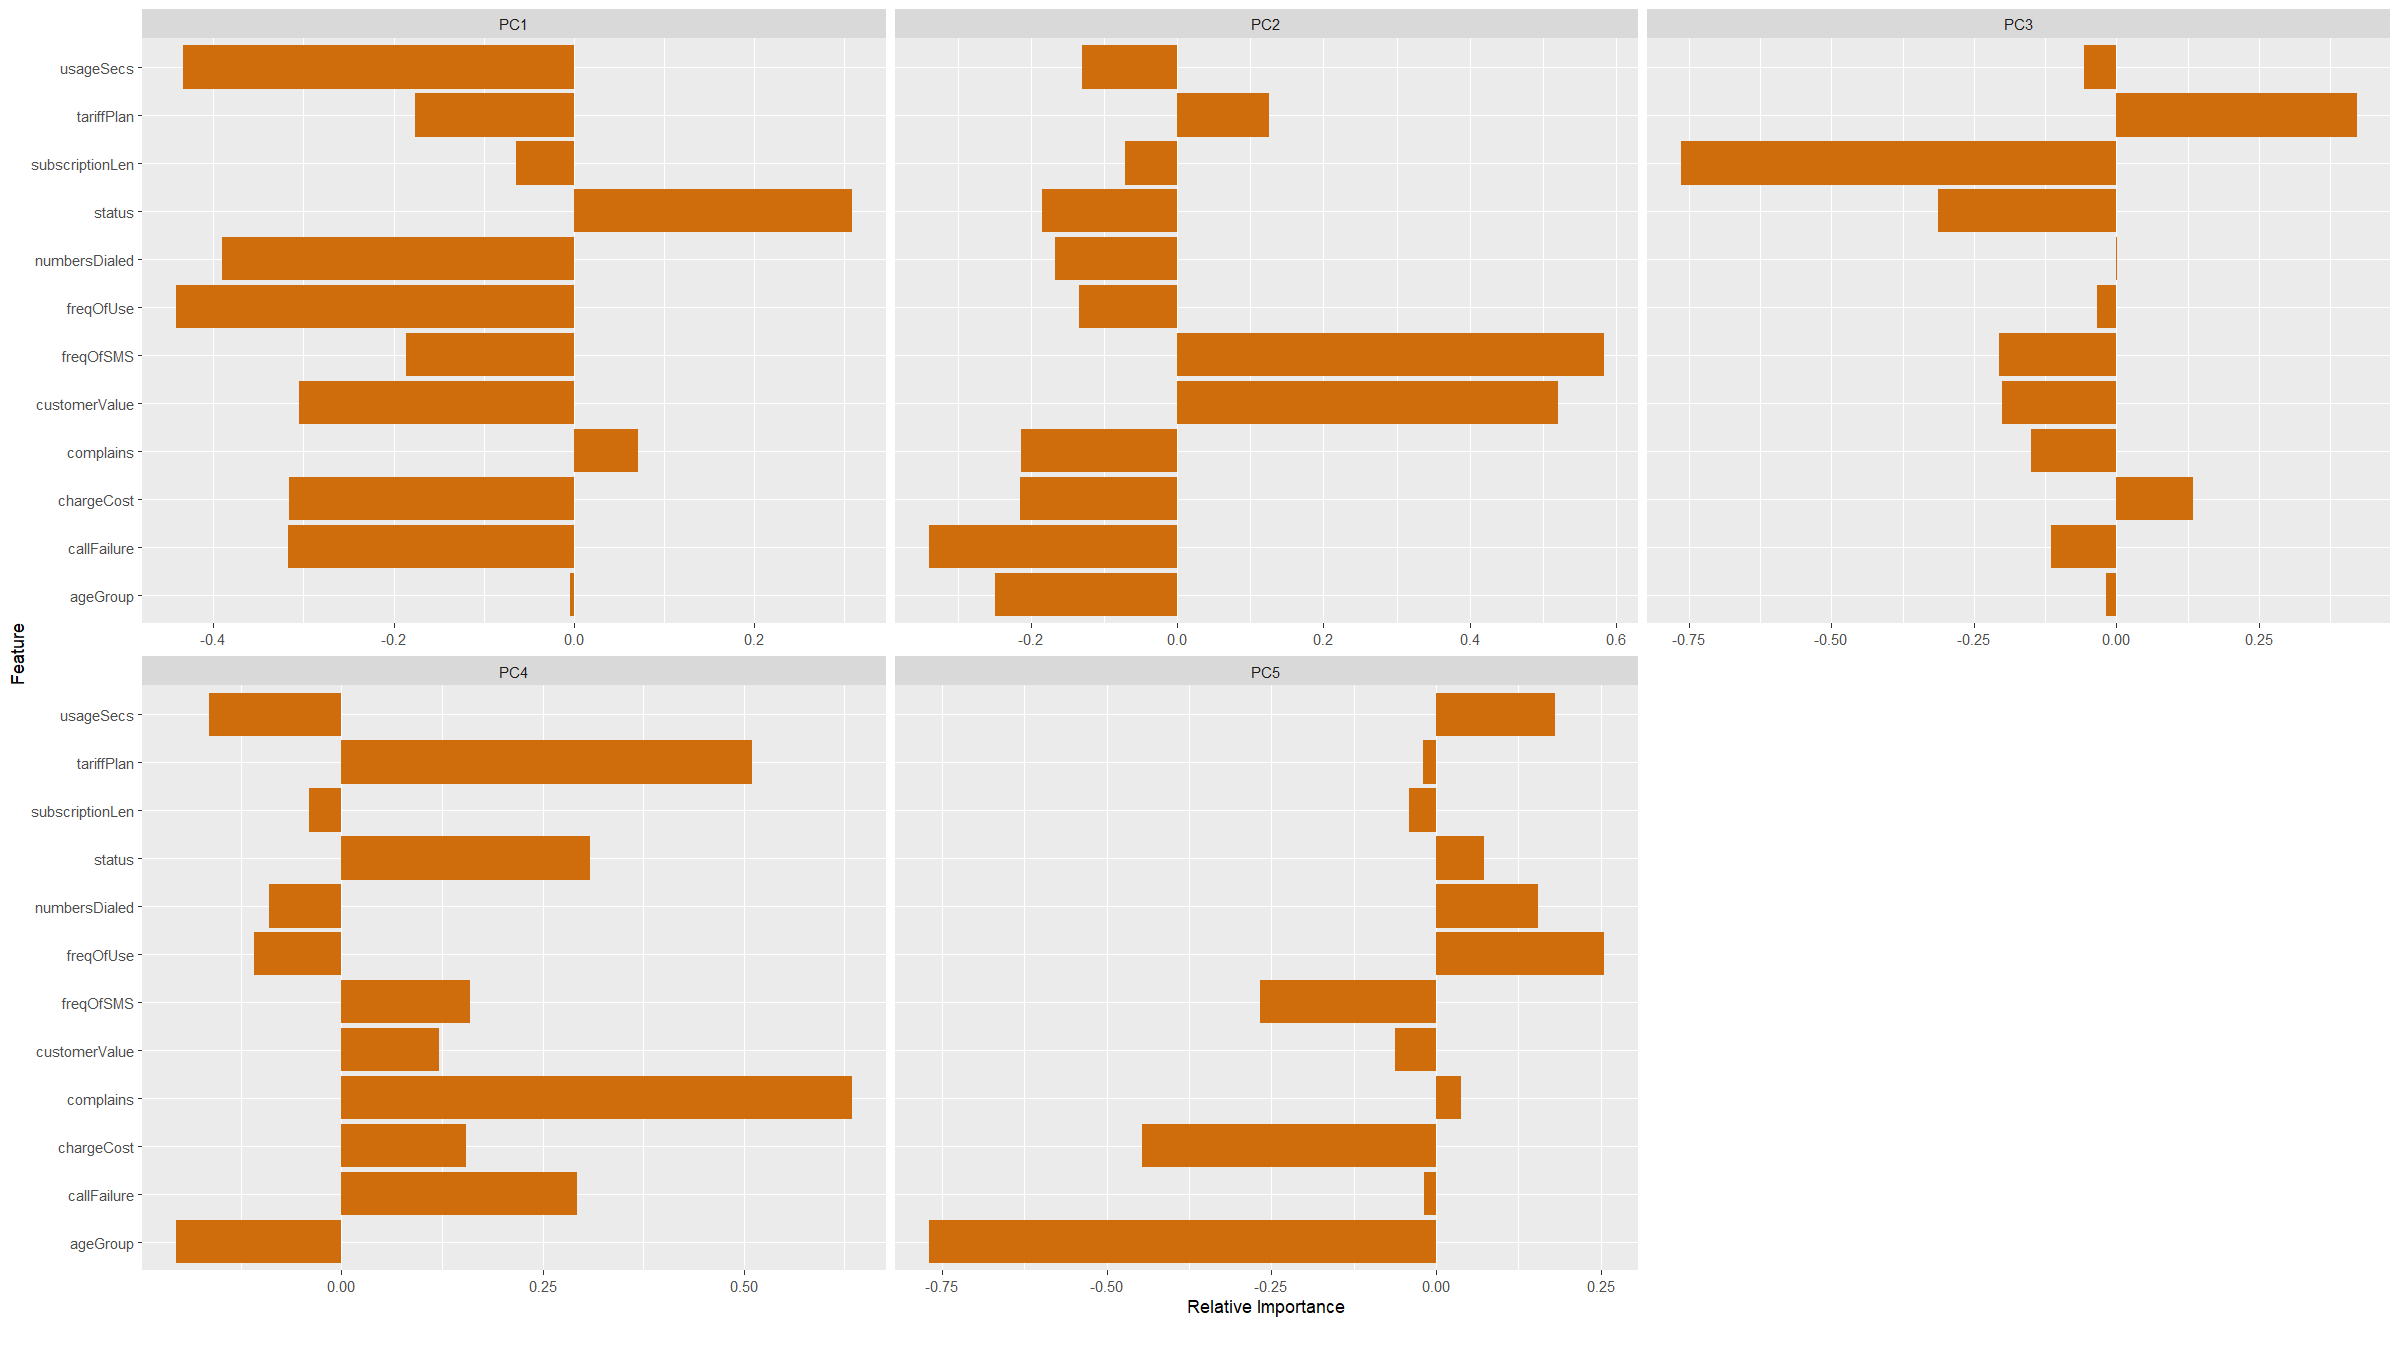 PC1
PC2
PC3
usageSecs
tariffPlan
subscriptionLen
status
numbersDialed
freqOfUse
freqOfSMS
customerValue
complains
chargeCost
callFailure
ageGroup
-0.4 -0.2 0.0 0.2
-0.2 0.0 0.2 0.4 0.6
-0.75 -0.50 -0.25 0.00 0.25
Feature
PC4
PC5
usageSecs
tariffPlan
subscriptionLen
status
numbersDialed
freqOfUse
freqOfSMS
customerValue
complains
chargeCost
callFailure
ageGroup
0.00 0.25 0.50
-0.75 -0.50 -0.25 0.00 0.25
Relative Importance